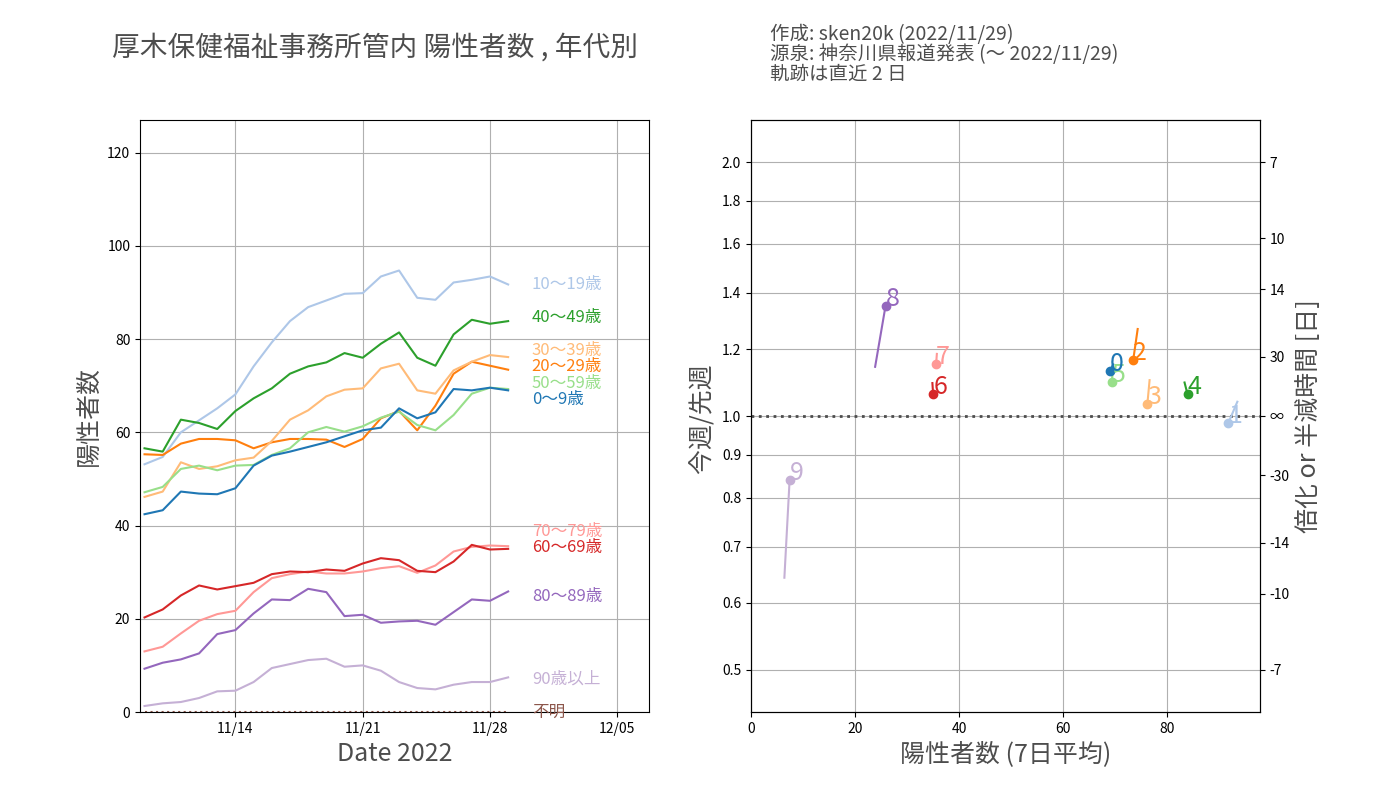 厚木保健福祉事務所管内 陽性者数 , 年代別
作成: sken20k (2022/11/29)
源泉: 神奈川県報道発表 (～ 2022/11/29)
軌跡は直近 2 日
陽性者数
120
100
80
60
40
20
0
10～19歳
40～49歳
30～39歳
20～29歳
50～59歳
0～9歳
70～79歳
60～69歳
80～89歳
90歳以上
不明
11/14
11/21
11/28
12/05
Date 2022
今週/先週
2.0
1.8
1.6
1.4
1.2
1.0
0.9
0.8
0.7
0.6
0.5
8
7
6
2
0
5
3
4
1
9
0
20
40
60
80
陽性者数 (7日平均)
7
10
14
30
∞
-30
-14
-10
-7
倍化 or 半減時間 [日]